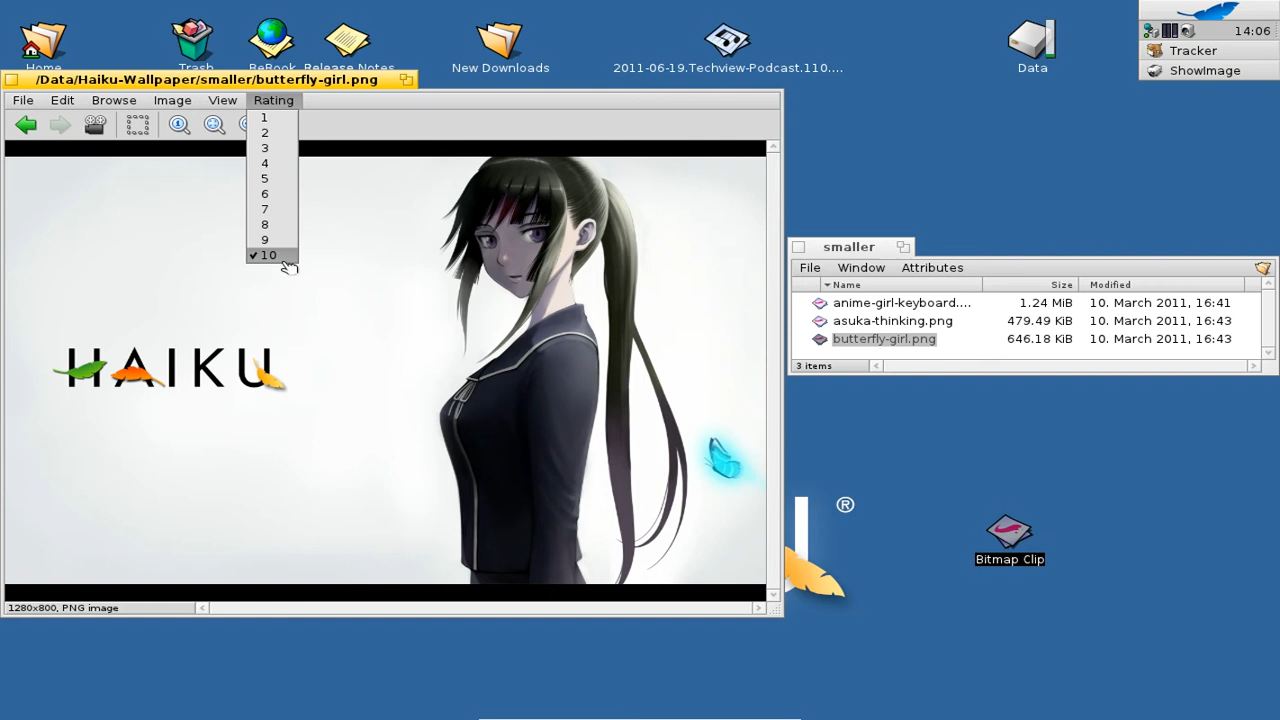 14:06
Tracker
ShowImage
Home
Trash
BeBook
Release Notes
New Downloads
2011-06-19.Techview-Podcast.110....
Data
/Data/Haiku-Wallpaper/smaller/butterfly-girl.png
File Edit Browse Image View Rating
1
2
3
4
5
6
7
8
9
10
HAIKU
1280x800, PNG image
smaller
File Window Attributes
Name Size Modified
anime-girl-keyboard.... 1.24 MiB 10. March 2011, 16:41
asuka-thinking.png 479.49 KiB 10. March 2011, 16:43
butterfly-girl.png 646.18 KiB 10. March 2011, 16:43
3 items
®
Bitmap Clip